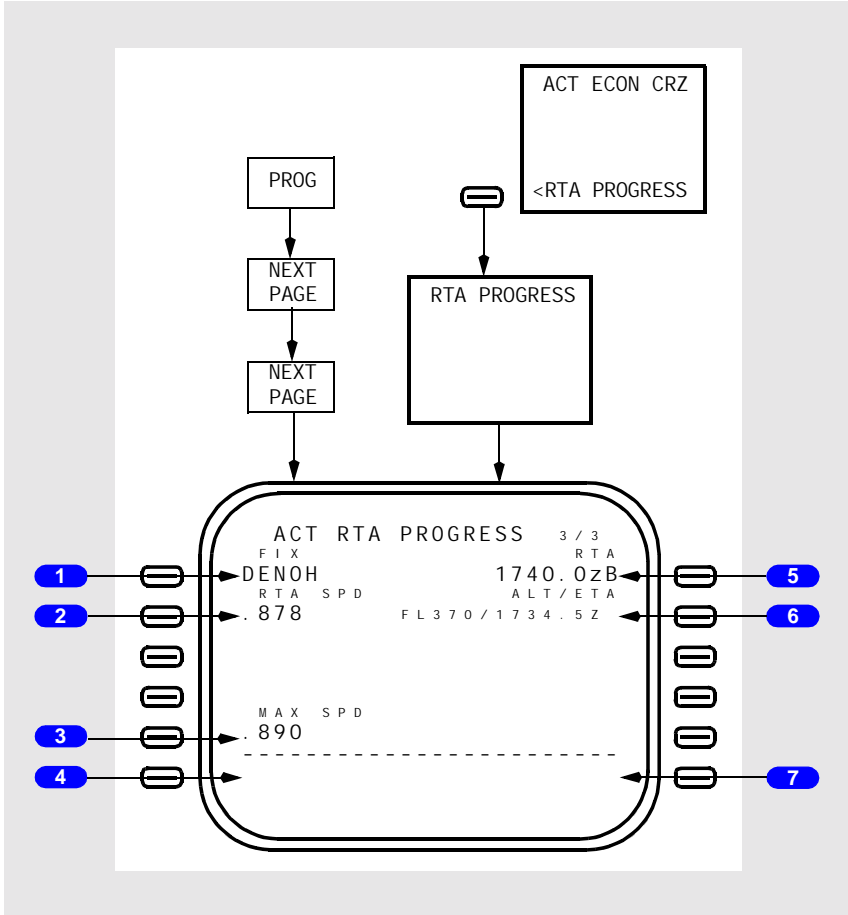 ACT ECON CRZ
<RTA PROGRESS
PROG
NEXT
PAGE
RTA PROGRESS
NEXT
PAGE
ACT RTA PROGRESS 3/3
FIX RTA
1 DENOH 1740.0zB 5
RTA SPD ALT/ETA
2 .878 FL370/1734.5Z 6
MAX SPD
3 .890
------------------------
4 7